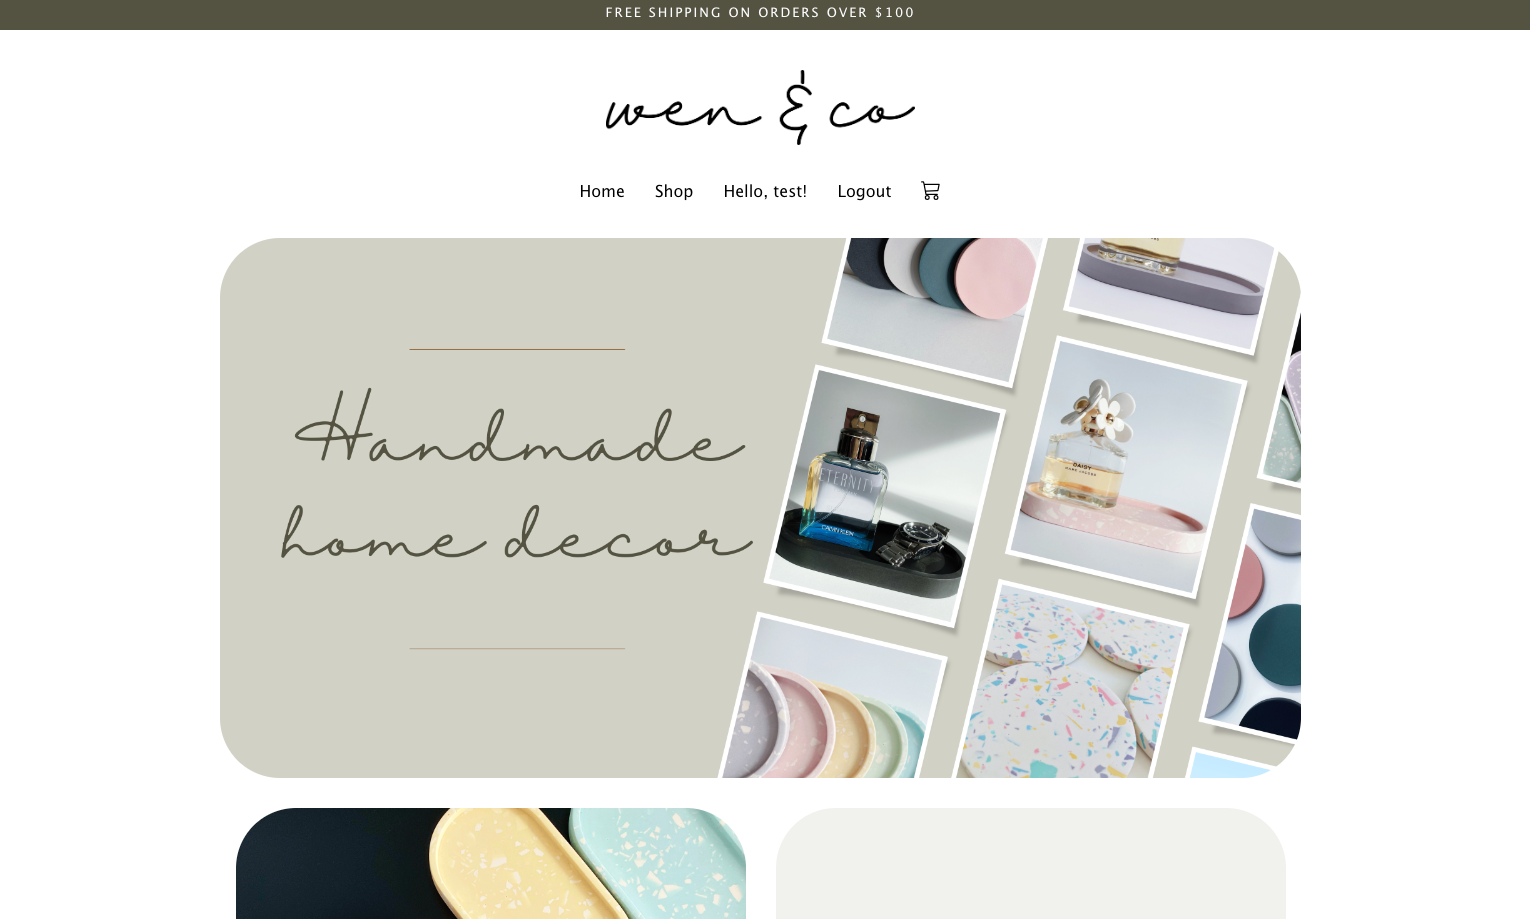 FREE SHIPPING ON ORDERS OVER $100
wen & co
Home Shop Hello, test! Logout
Handmade
home decor
ETERNITY
CALVIN KLEIN
DAISY
MARC JACOBS